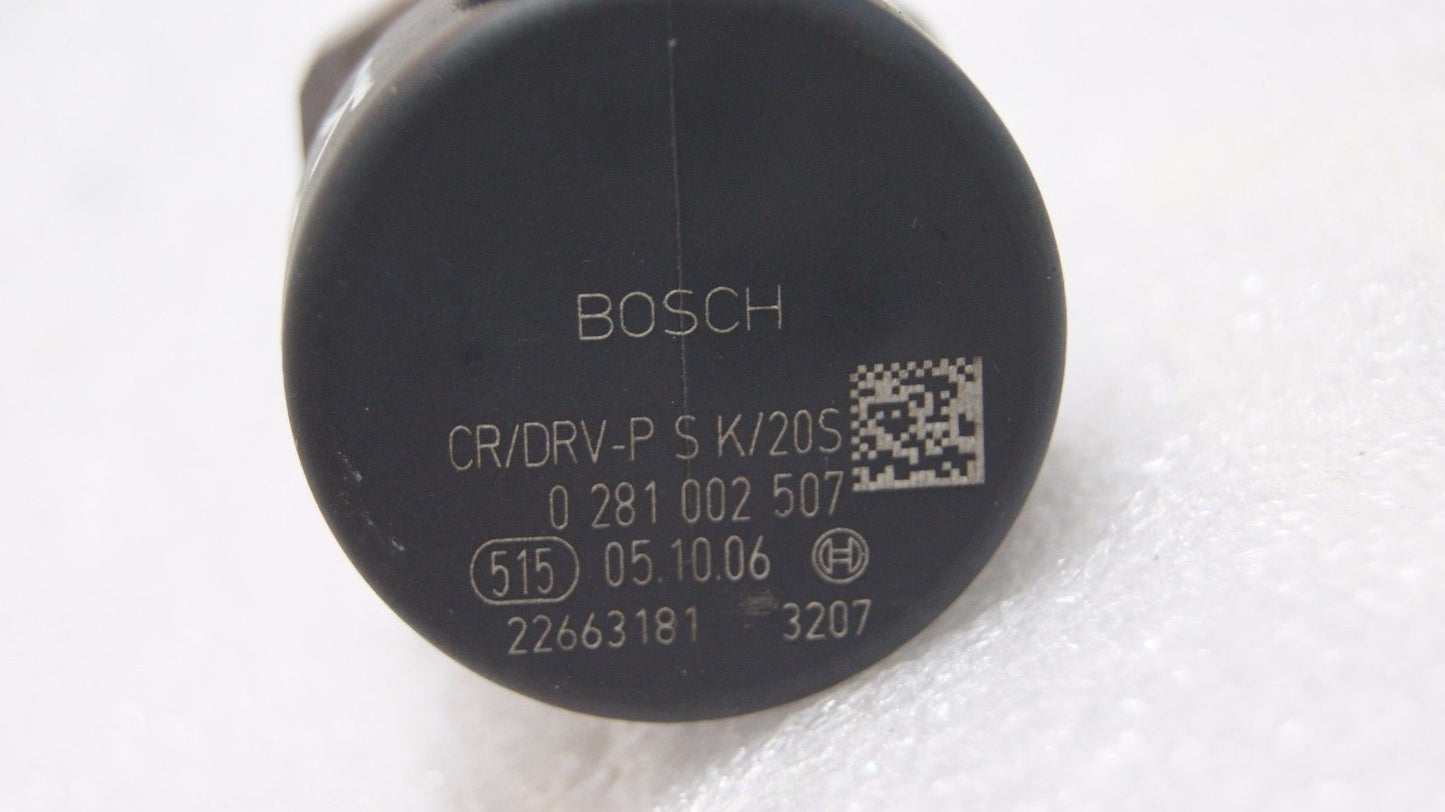 BOSCH
CR/DRV-P S K/20S
0 281 002 507
515 05.10.06
22663181 3207